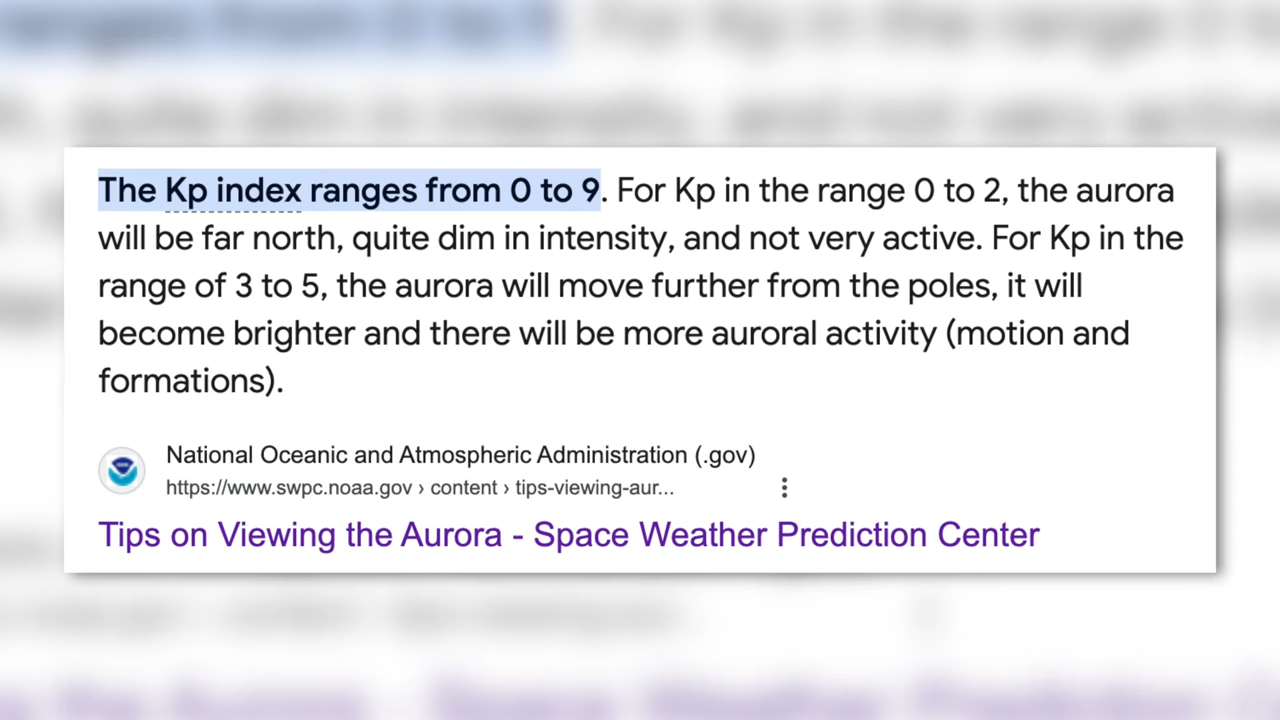 The Kp index ranges from 0 to 9. For Kp in the range 0 to 2, the aurora
will be far north, quite dim in intensity, and not very active. For Kp in the
range of 3 to 5, the aurora will move further from the poles, it will
become brighter and there will be more auroral activity (motion and
formations).
National Oceanic and Atmospheric Administration (.gov)
https://www.swpc.noaa.gov › content › tips-viewing-aur...
Tips on Viewing the Aurora - Space Weather Prediction Center